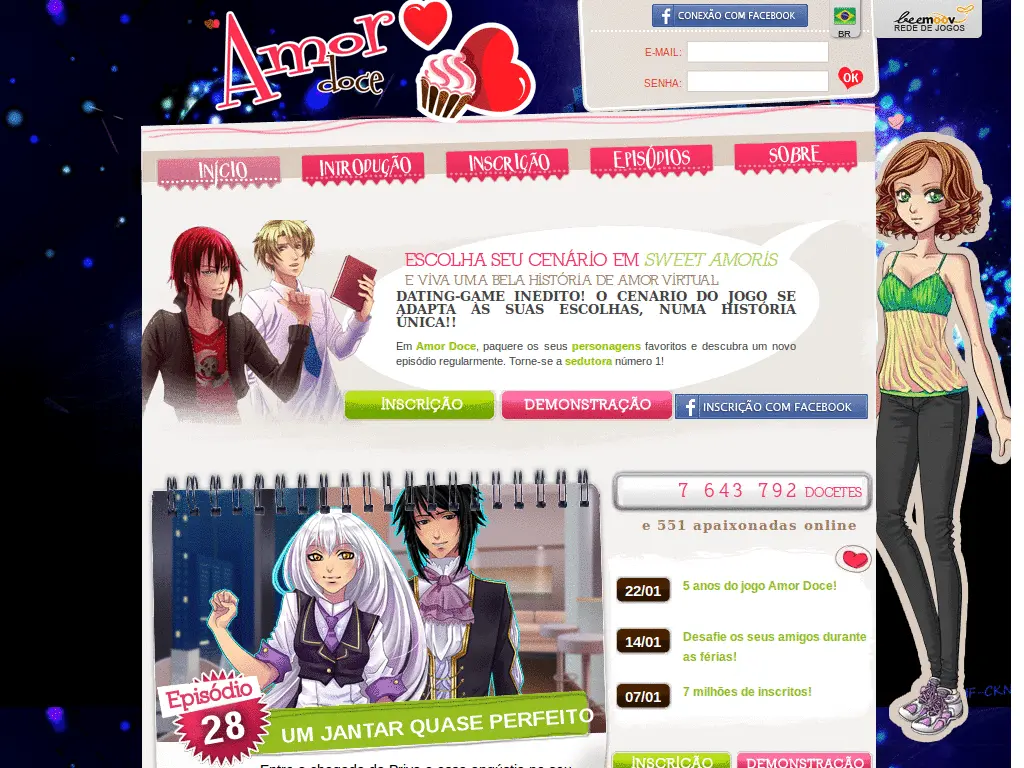 Amor
doce
CONEXÃO COM FACEBOOK
BR
beemoov
REDE DE JOGOS
E-MAIL:
SENHA:
OK
INÍCIO
INTRODUÇÃO
INSCRIÇÃO
EPISÓDIOS
SOBRE
ESCOLHA SEU CENÁRIO EM SWEET AMORIS
E VIVA UMA BELA HISTÓRIA DE AMOR VIRTUAL
DATING-GAME INEDITO! O CENARIO DO JOGO SE
ADAPTA ÀS SUAS ESCOLHAS, NUMA HISTÓRIA
ÚNICA!!
Em Amor Doce, paquere os seus personagens favoritos e descubra um novo
episódio regularmente. Torne-se a sedutora número 1!
INSCRIÇÃO
DEMONSTRAÇÃO
INSCRIÇÃO COM FACEBOOK
7 643 792 DOCETES
e 551 apaixonadas online
22/01
5 anos do jogo Amor Doce!
14/01
Desafie os seus amigos durante
as férias!
07/01
7 milhões de inscritos!
Episódio
28
UM JANTAR QUASE PERFEITO
INSCRIÇÃO
DEMONSTRAÇÃO